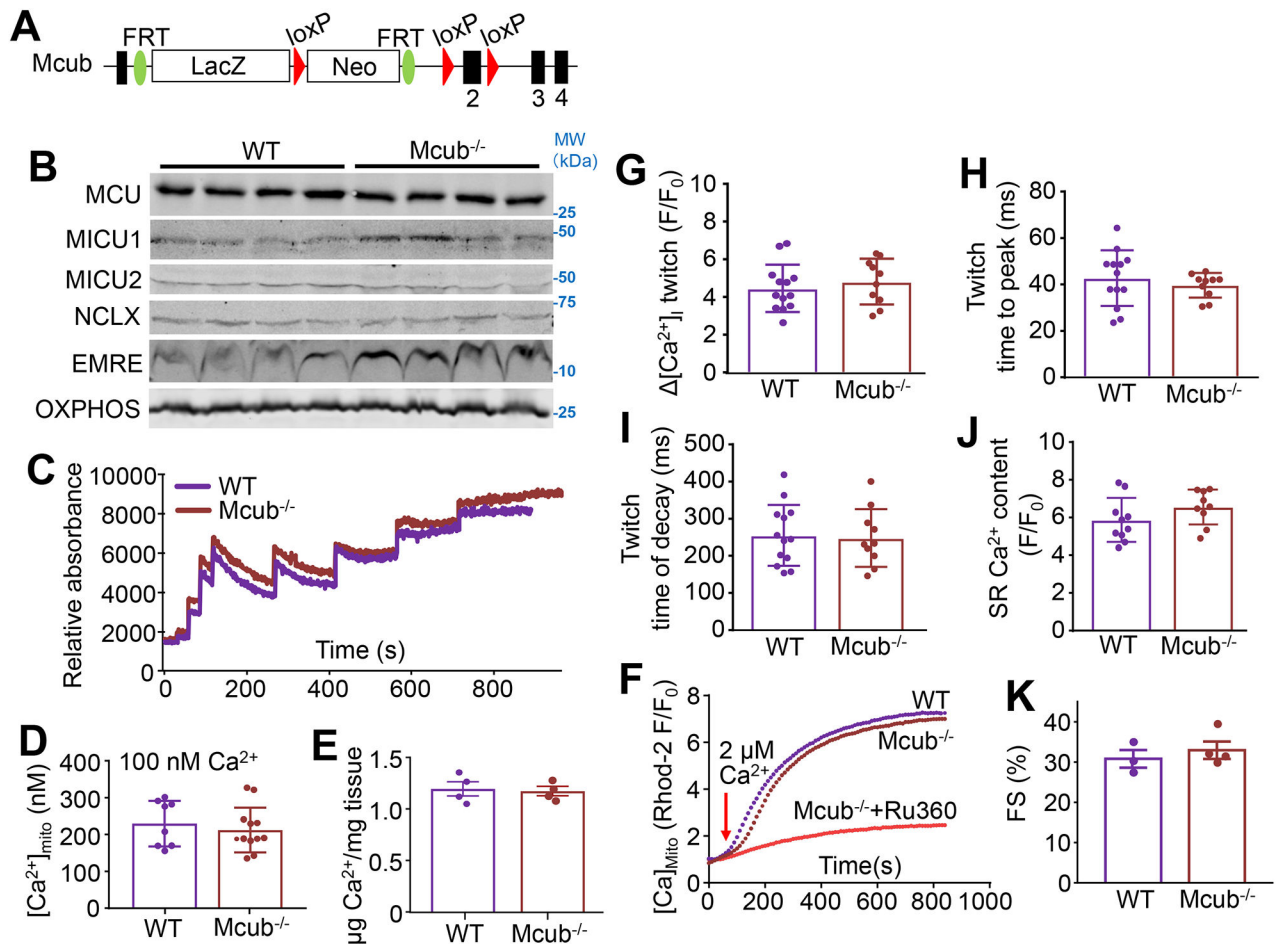 A
Mcub
FRT
LacZ
loxP
Neo
FRT
loxP
loxP
2
3
4
B
WT
Mcub-/-
MW
(kDa)
MCU
-25
MICU1
-50
MICU2
-50
-75
NCLX
EMRE
-10
OXPHOS
-25
C
Relative absorbance
10000
8000
6000
4000
2000
0
WT
Mcub-/-
Time (s)
0
200
400
600
800
D
[Ca²⁺]mito (nM)
400
300
200
100
0
100 nM Ca²⁺
WT
Mcub-/-
E
µg Ca²⁺/mg tissue
1.5
1.0
0.5
0
WT
Mcub-/-
F
[Ca]Mito (Rhod-2 F/F₀)
8
6
4
2
0
2 µM
Ca²⁺
WT
Mcub-/-
Mcub-/-+Ru360
Time(s)
0
200
400
600
800
1000
G
Δ[Ca²⁺]i twitch (F/F₀)
10
8
6
4
2
0
WT
Mcub-/-
H
Twitch
time to peak (ms)
80
60
40
20
0
WT
Mcub-/-
I
Twitch
time of decay (ms)
500
400
300
200
100
0
WT
Mcub-/-
J
SR Ca²⁺ content
(F/F₀)
10
8
6
4
2
0
WT
Mcub-/-
K
FS (%)
40
30
20
10
0
WT
Mcub-/-